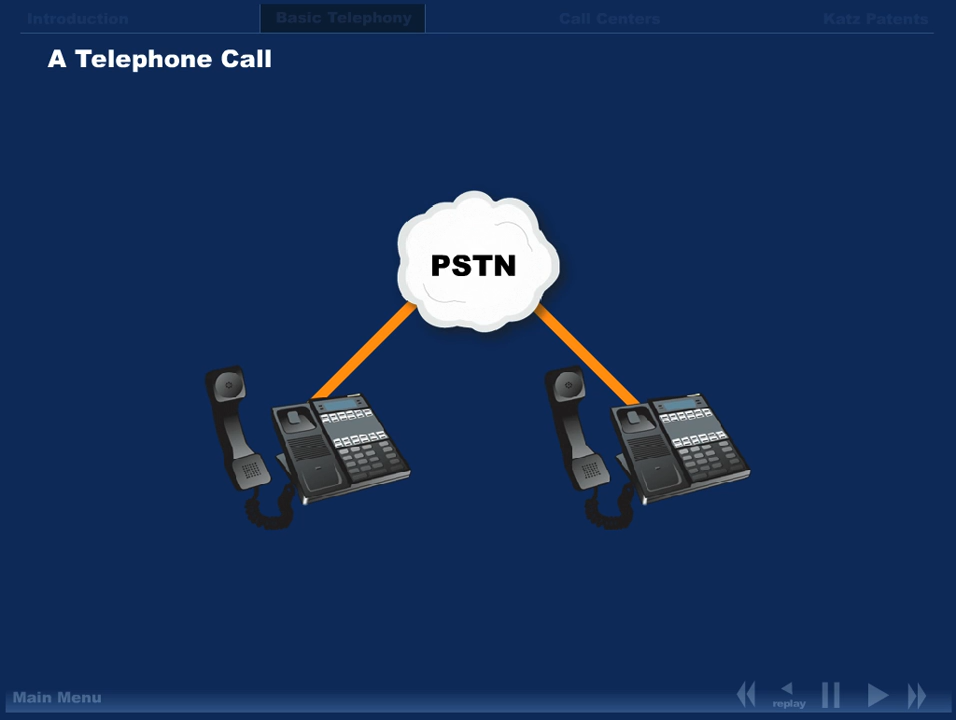 Introduction
Basic Telephony
Call Centers
Katz Patents
A Telephone Call
PSTN
Main Menu
replay